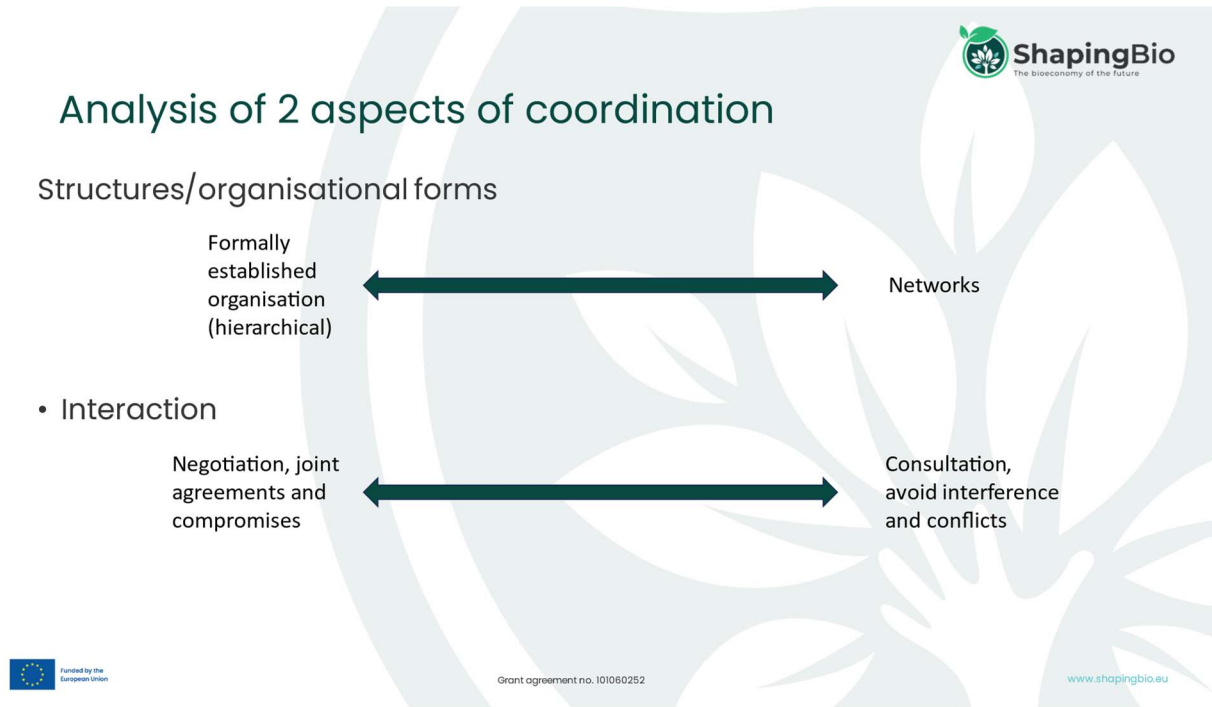 ShapingBio
The bioeconomy of the future
Analysis of 2 aspects of coordination
Structures/organisational forms
Formally
established
organisation
(hierarchical)
Networks
• Interaction
Negotiation, joint
agreements and
compromises
Consultation,
avoid interference
and conflicts
Funded by the
European Union
Grant agreement no. 101060252
www.shapingbio.eu